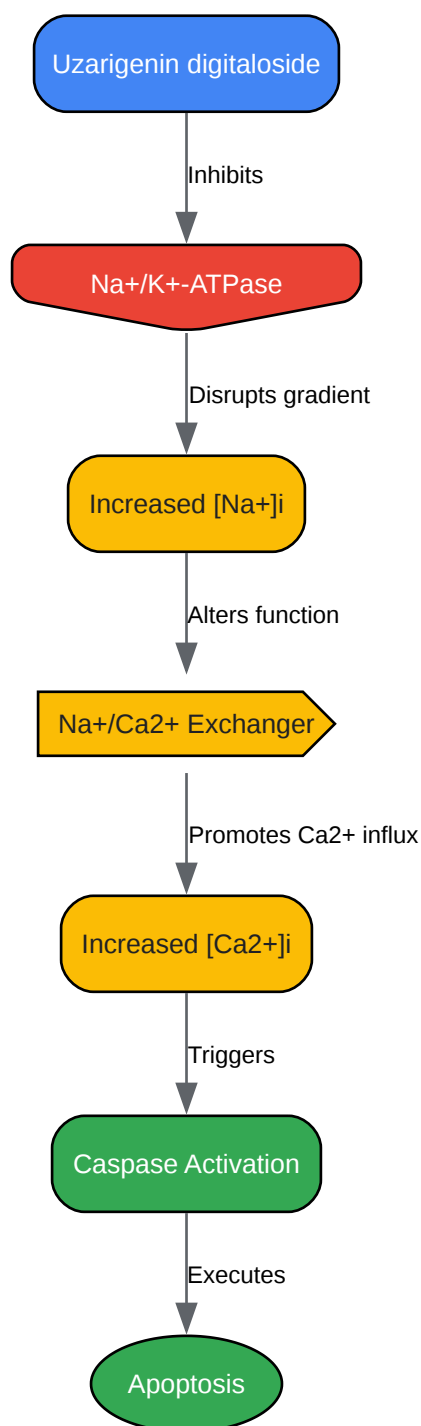 Uzarigenin digitaloside
Inhibits
Na+/K+-ATPase
Disrupts gradient
Increased [Na+]i
Alters function
Na+/Ca2+ Exchanger
Promotes Ca2+ influx
Increased [Ca2+]i
Triggers
Caspase Activation
Executes
Apoptosis